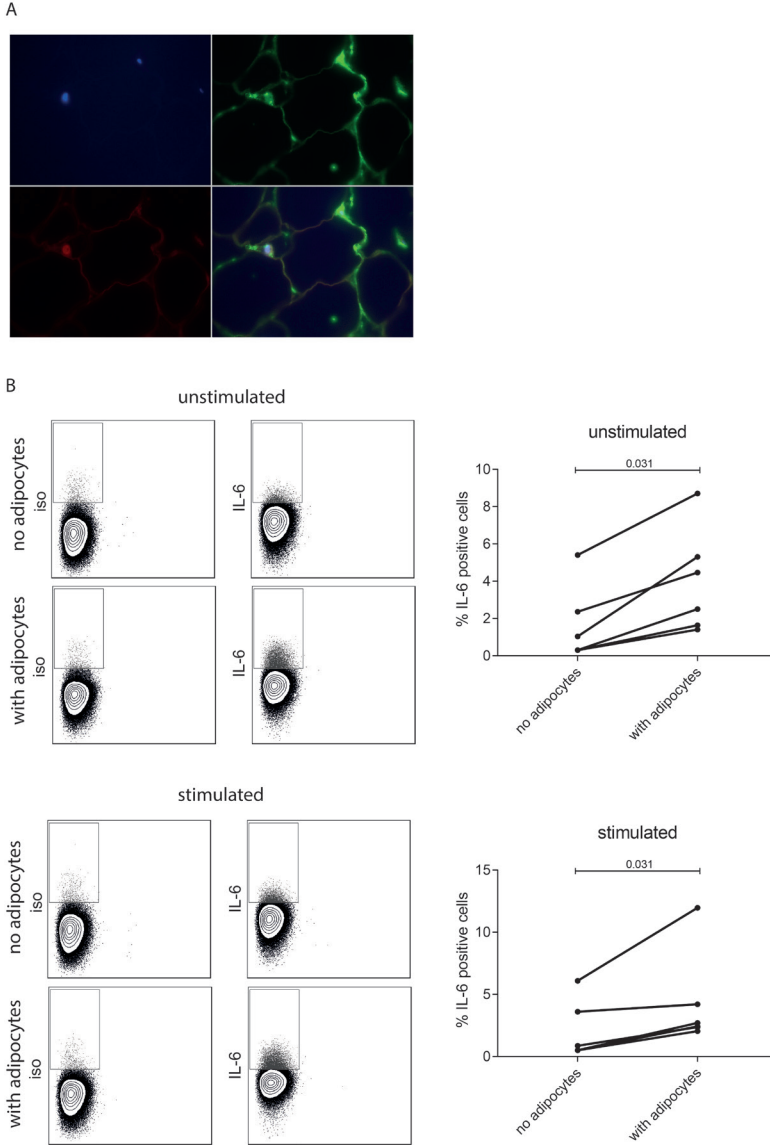 A
B
unstimulated
no adipocytes
iso
IL-6
with adipocytes
iso
IL-6
unstimulated
0.031
10
8
6
4
2
0
% IL-6 positive cells
no adipocytes
with adipocytes
stimulated
no adipocytes
iso
IL-6
with adipocytes
iso
IL-6
stimulated
0.031
15
10
5
0
% IL-6 positive cells
no adipocytes
with adipocytes